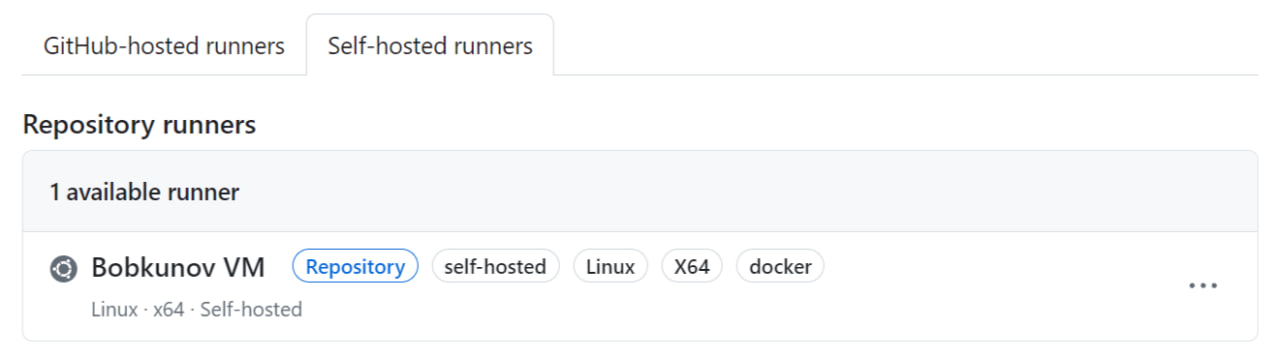 GitHub-hosted runners Self-hosted runners
Repository runners
1 available runner
Bobkunov VM Repository self-hosted Linux X64 docker
Linux · x64 · Self-hosted